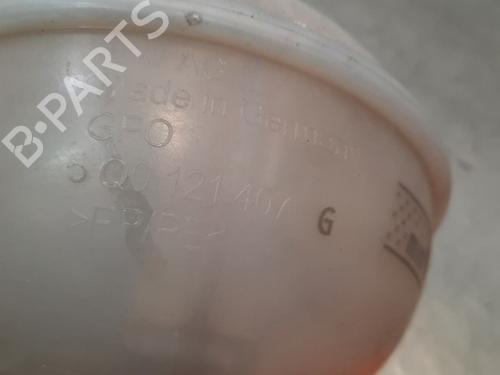 B-PARTS
Made in Germany
GPO
5Q0 121 407 G
>PP/PE<